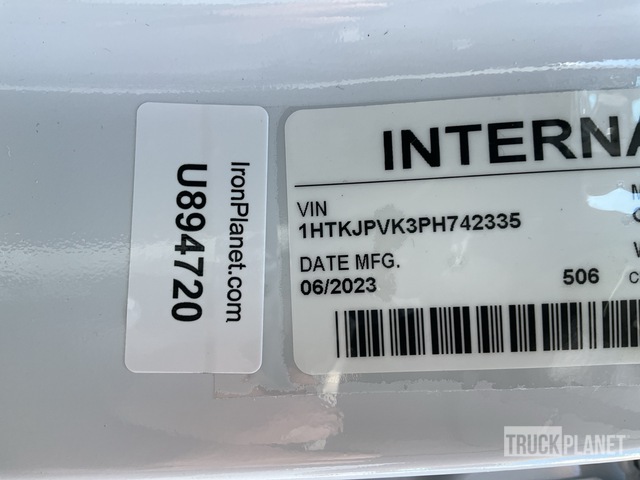 IronPlanet.com
U894720
INTERNA
VIN
1HTKJPVK3PH742335
DATE MFG.
06/2023
506
TRUCKPLANET